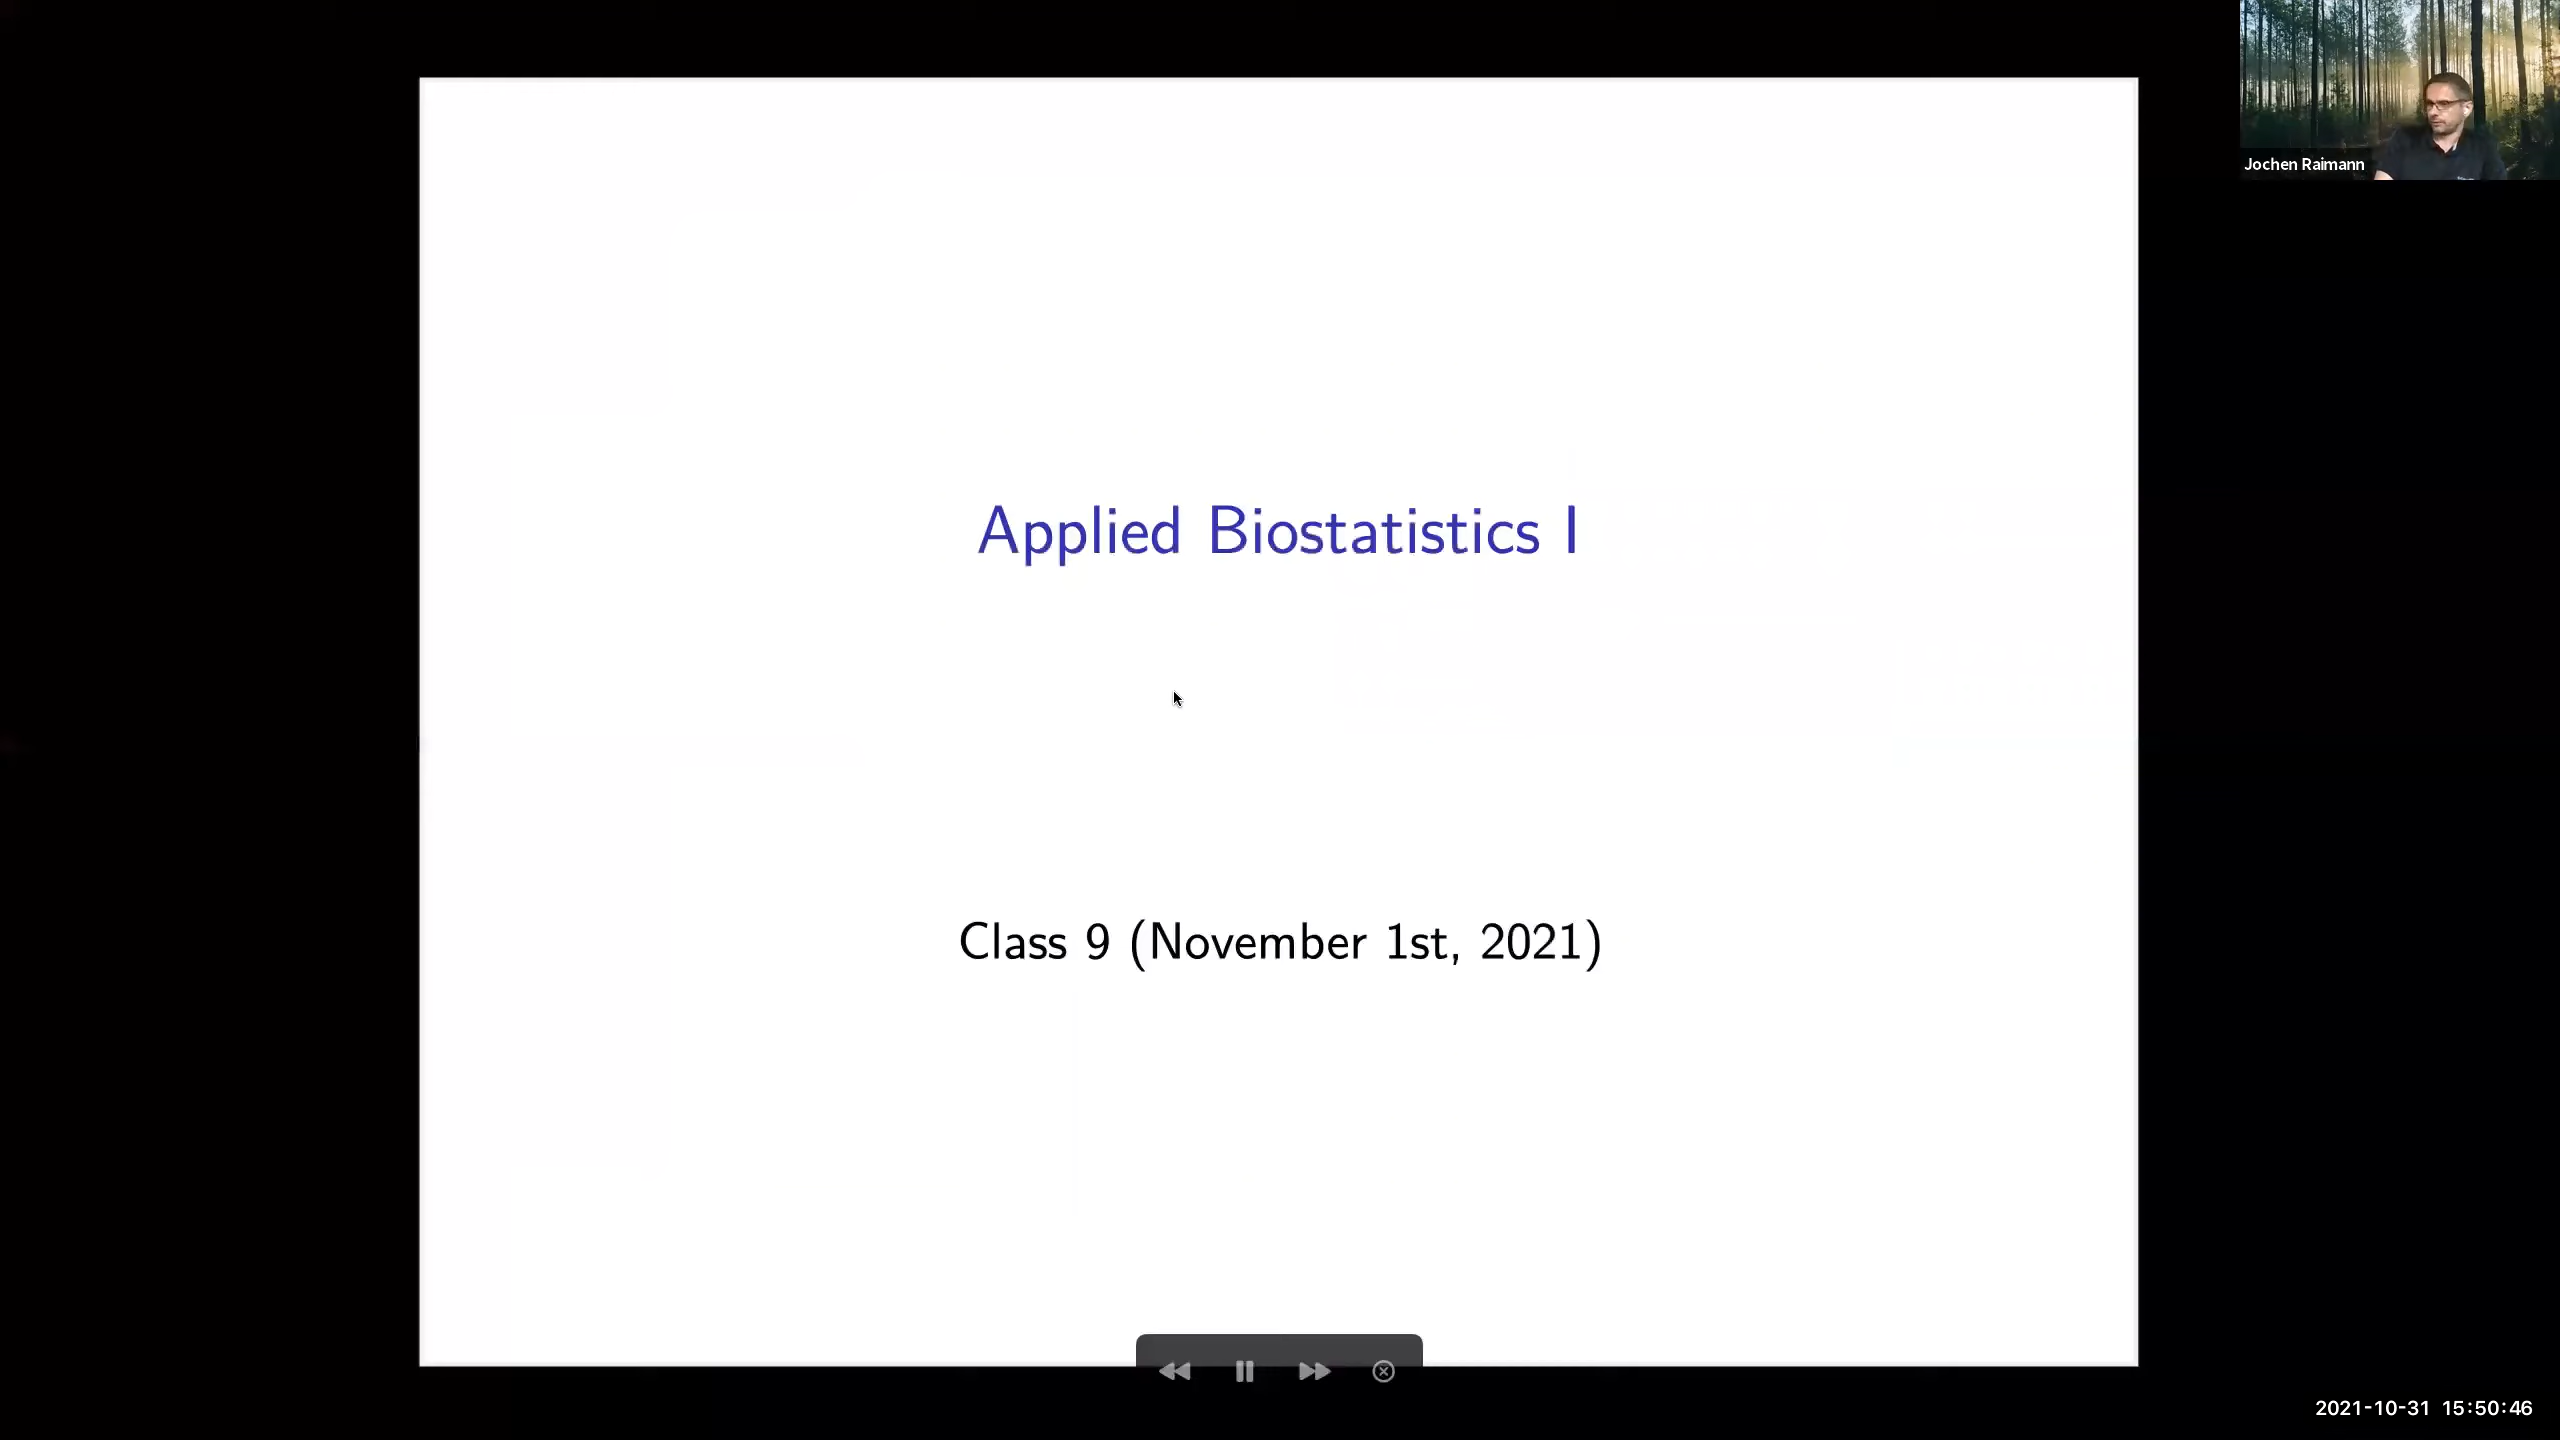 Jochen Raimann
Applied Biostatistics I
Class 9 (November 1st, 2021)
2021-10-31 15:50:46